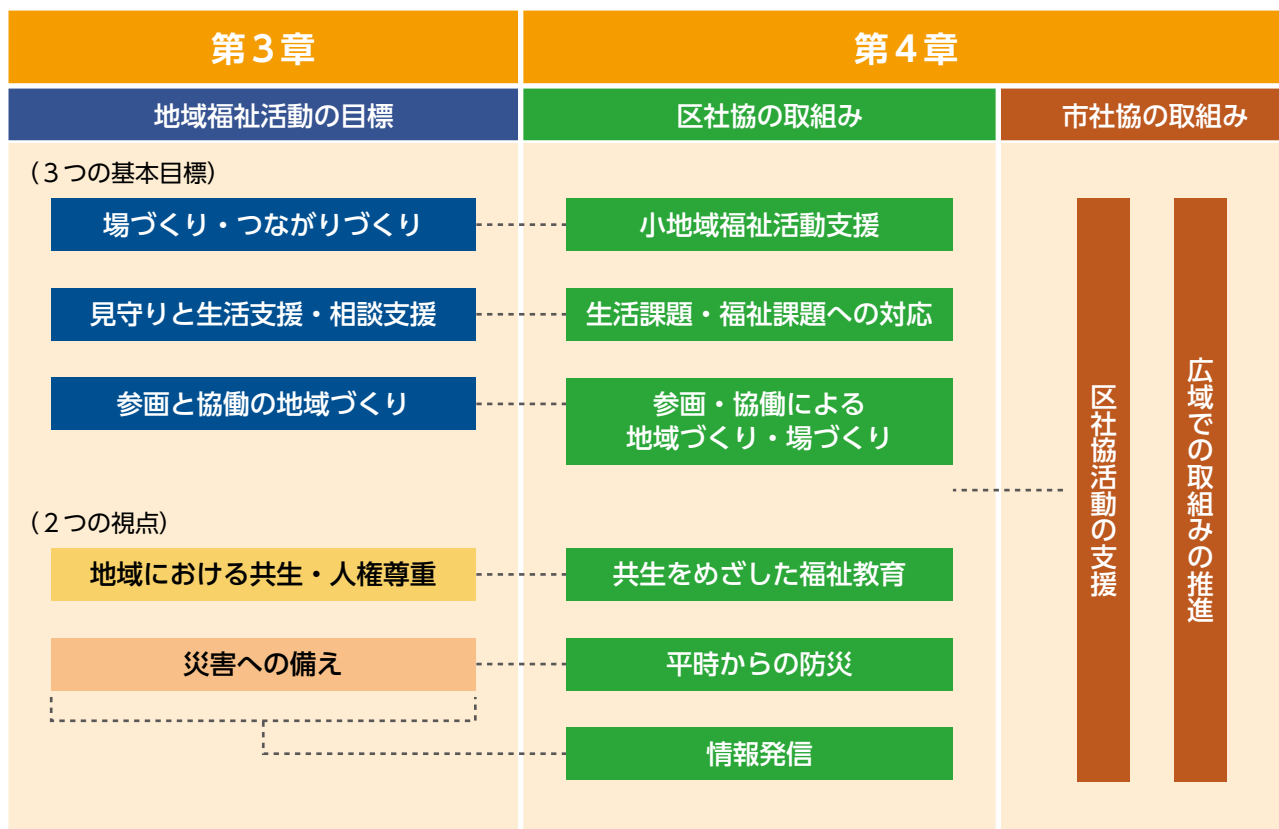 第3章
第4章
地域福祉活動の目標
区社協の取組み
市社協の取組み
(3つの基本目標)
場づくり・つながりづくり
小地域福祉活動支援
見守りと生活支援・相談支援
生活課題・福祉課題への対応
参画と協働の地域づくり
参画・協働による
地域づくり・場づくり
(2つの視点)
地域における共生・人権尊重
共生をめざした福祉教育
災害への備え
平時からの防災
情報発信
区社協活動の支援
広域での取組みの推進